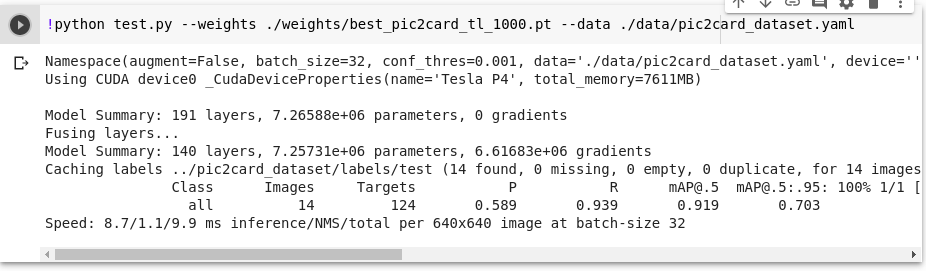 !python test.py --weights ./weights/best_pic2card_tl_1000.pt --data ./data/pic2card_dataset.yaml
Namespace(augment=False, batch_size=32, conf_thres=0.001, data='./data/pic2card_dataset.yaml', device=''
Using CUDA device0 _CudaDeviceProperties(name='Tesla P4', total_memory=7611MB)
Model Summary: 191 layers, 7.26588e+06 parameters, 0 gradients
Fusing layers...
Model Summary: 140 layers, 7.25731e+06 parameters, 6.61683e+06 gradients
Caching labels ../pic2card_dataset/labels/test (14 found, 0 missing, 0 empty, 0 duplicate, for 14 images
Class Images Targets P R mAP@.5 mAP@.5:.95: 100% 1/1 [
all 14 124 0.589 0.939 0.919 0.703
Speed: 8.7/1.1/9.9 ms inference/NMS/total per 640x640 image at batch-size 32